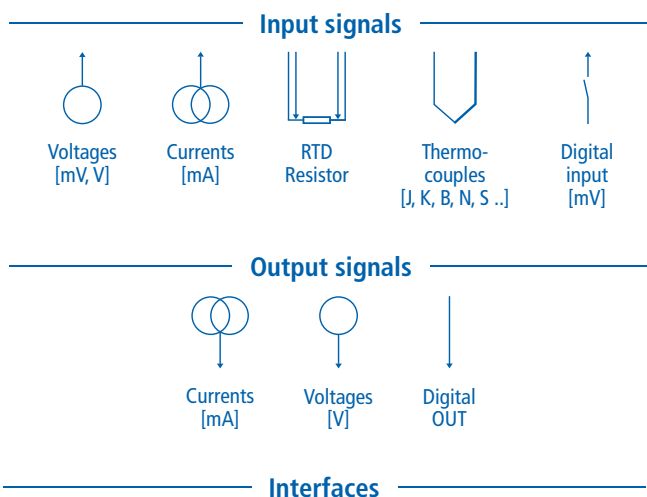 Input signals
Voltages
[mV, V]
Currents
[mA]
RTD
Resistor
Thermo-
couples
[J, K, B, N, S ..]
Digital
input
[mV]
Output signals
Currents
[mA]
Voltages
[V]
Digital
OUT
Interfaces